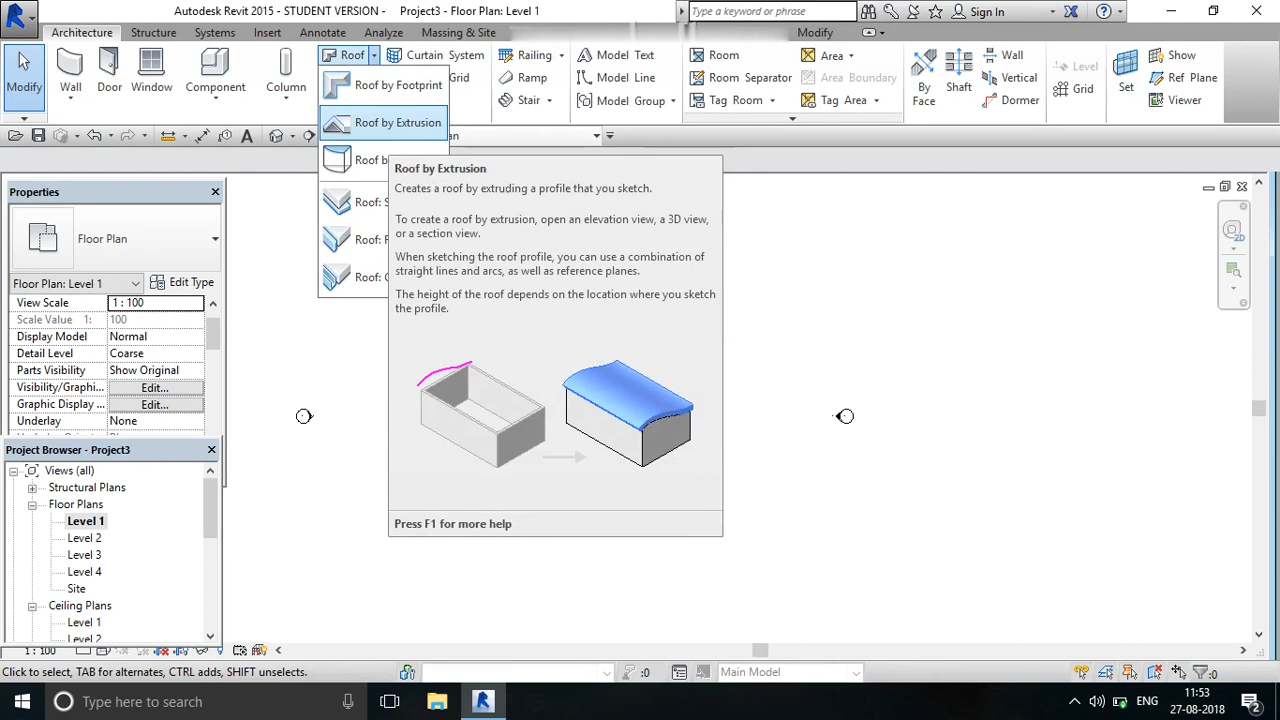 Autodesk Revit 2015 - STUDENT VERSION - Project3 - Floor Plan: Level 1
Type a keyword or phrase
Sign In
Architecture Structure Systems Insert Annotate Analyze Massing & Site Modify
Modify
Wall
Door
Window
Component
Column
Roof
Curtain System
Grid
Railing
Ramp
Stair
Model Text
Model Line
Model Group
Room
Room Separator
Tag Room
Area
Area Boundary
Tag Area
By Face
Shaft
Wall
Vertical
Dormer
Level
Grid
Set
Show
Ref Plane
Viewer
Roof by Footprint
Roof by Extrusion
Roof b
Roof: S
Roof: F
Roof: G
an
Roof by Extrusion
Creates a roof by extruding a profile that you sketch.
To create a roof by extrusion, open an elevation view, a 3D view,
or a section view.
When sketching the roof profile, you can use a combination of
straight lines and arcs, as well as reference planes.
The height of the roof depends on the location where you sketch
the profile.
Press F1 for more help
2D
Properties
Floor Plan
Floor Plan: Level 1 Edit Type
View Scale 1 : 100
Scale Value 1: 100
Display Model Normal
Detail Level Coarse
Parts Visibility Show Original
Visibility/Graphi... Edit...
Graphic Display ... Edit...
Underlay None
Project Browser - Project3
Views (all)
Structural Plans
Floor Plans
Level 1
Level 2
Level 3
Level 4
Site
Ceiling Plans
Level 1
Level 2
1 : 100
Click to select, TAB for alternates, CTRL adds, SHIFT unselects.
:0
Main Model
:0
Type here to search
ENG
11:53
27-08-2018
2